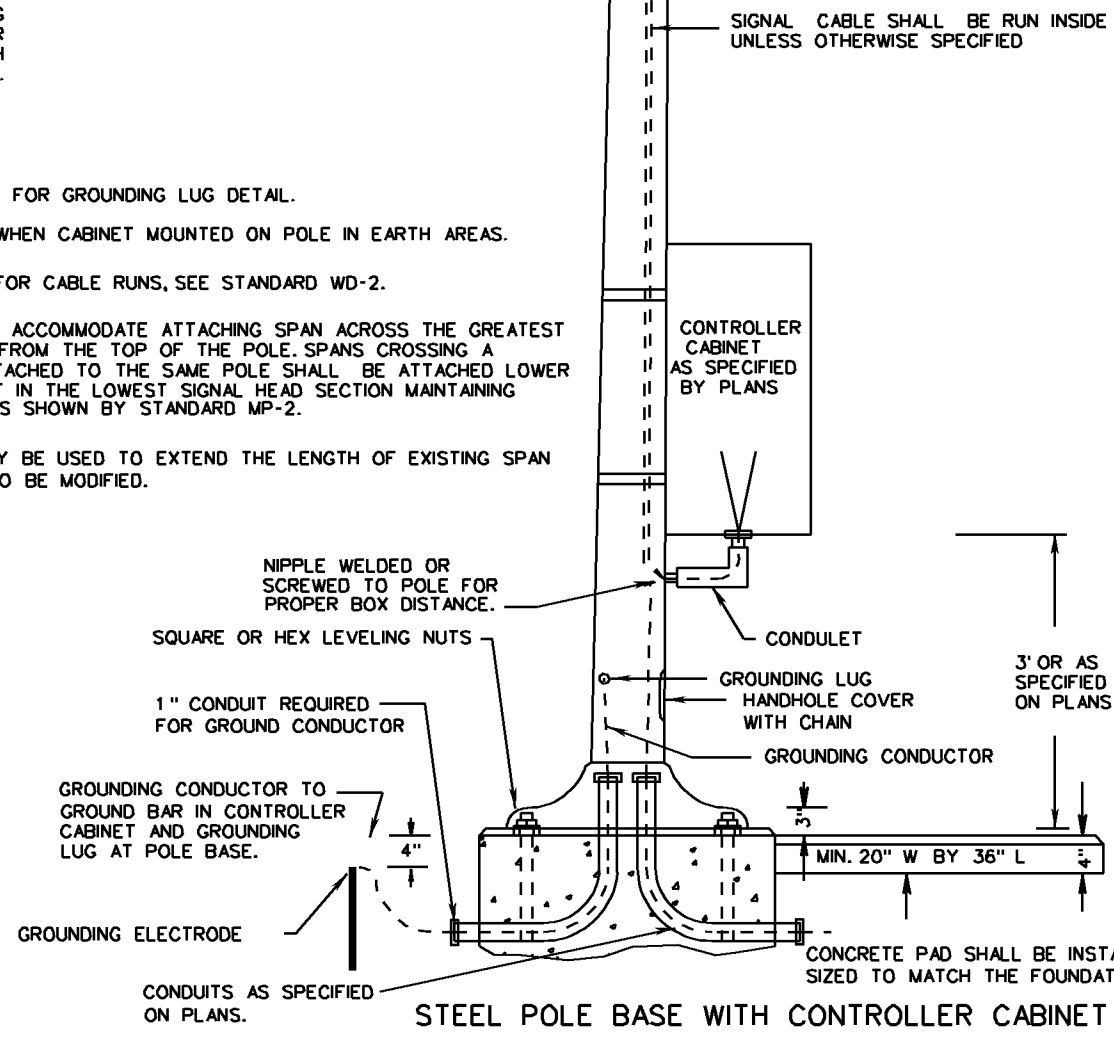 S
R
H
.
SIGNAL CABLE SHALL BE RUN INSIDE
UNLESS OTHERWISE SPECIFIED
FOR GROUNDING LUG DETAIL.
WHEN CABINET MOUNTED ON POLE IN EARTH AREAS.
FOR CABLE RUNS, SEE STANDARD WD-2.
ACCOMMODATE ATTACHING SPAN ACROSS THE GREATEST
FROM THE TOP OF THE POLE. SPANS CROSSING A
TACHED TO THE SAME POLE SHALL BE ATTACHED LOWER
IN THE LOWEST SIGNAL HEAD SECTION MAINTAINING
S SHOWN BY STANDARD MP-2.
Y BE USED TO EXTEND THE LENGTH OF EXISTING SPAN
O BE MODIFIED.
CONTROLLER
CABINET
AS SPECIFIED
BY PLANS
NIPPLE WELDED OR
SCREWED TO POLE FOR
PROPER BOX DISTANCE.
SQUARE OR HEX LEVELING NUTS
CONDULET
3' OR AS
SPECIFIED
ON PLANS
GROUNDING LUG
HANDHOLE COVER
WITH CHAIN
1" CONDUIT REQUIRED
FOR GROUND CONDUCTOR
GROUNDING CONDUCTOR
GROUNDING CONDUCTOR TO
GROUND BAR IN CONTROLLER
CABINET AND GROUNDING
LUG AT POLE BASE.
4"
3"
MIN. 20" W BY 36" L
4"
GROUNDING ELECTRODE
CONCRETE PAD SHALL BE INSTA
SIZED TO MATCH THE FOUNDAT
CONDUITS AS SPECIFIED
ON PLANS.
STEEL POLE BASE WITH CONTROLLER CABINET